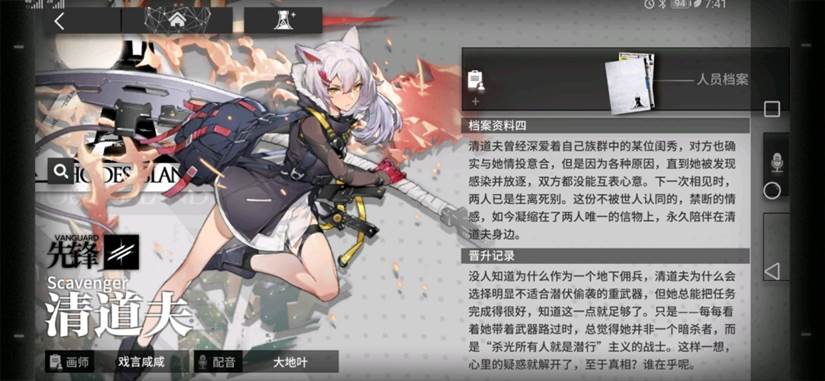 94
7:41
人员档案
档案资料四
清道夫曾经深爱着自己族群中的某位闺秀，对方也确
实与她情投意合，但是因为各种原因，直到她被发现
感染并放逐，双方都没能互表心意。下一次相见时，
两人已是生离死别。这份不被世人认同的，禁断的情
感，如今凝缩在了两人唯一的信物上，永久陪伴在清
道夫身边。
晋升记录
没人知道为什么作为一个地下佣兵，清道夫为什么会
选择明显不适合潜伏偷袭的重武器，但她总能把任务
完成得很好，知道这一点就足够了。只是——每每看
着她带着武器路过时，总觉得她并非一个暗杀者，而
是“杀光所有人就是潜行”主义的战士。这样一想，
心里的疑惑就解开了，至于真相？谁在乎呢。
VANGUARD
先锋
Scavenger
清道夫
画师
戏言咸咸
配音
大地叶